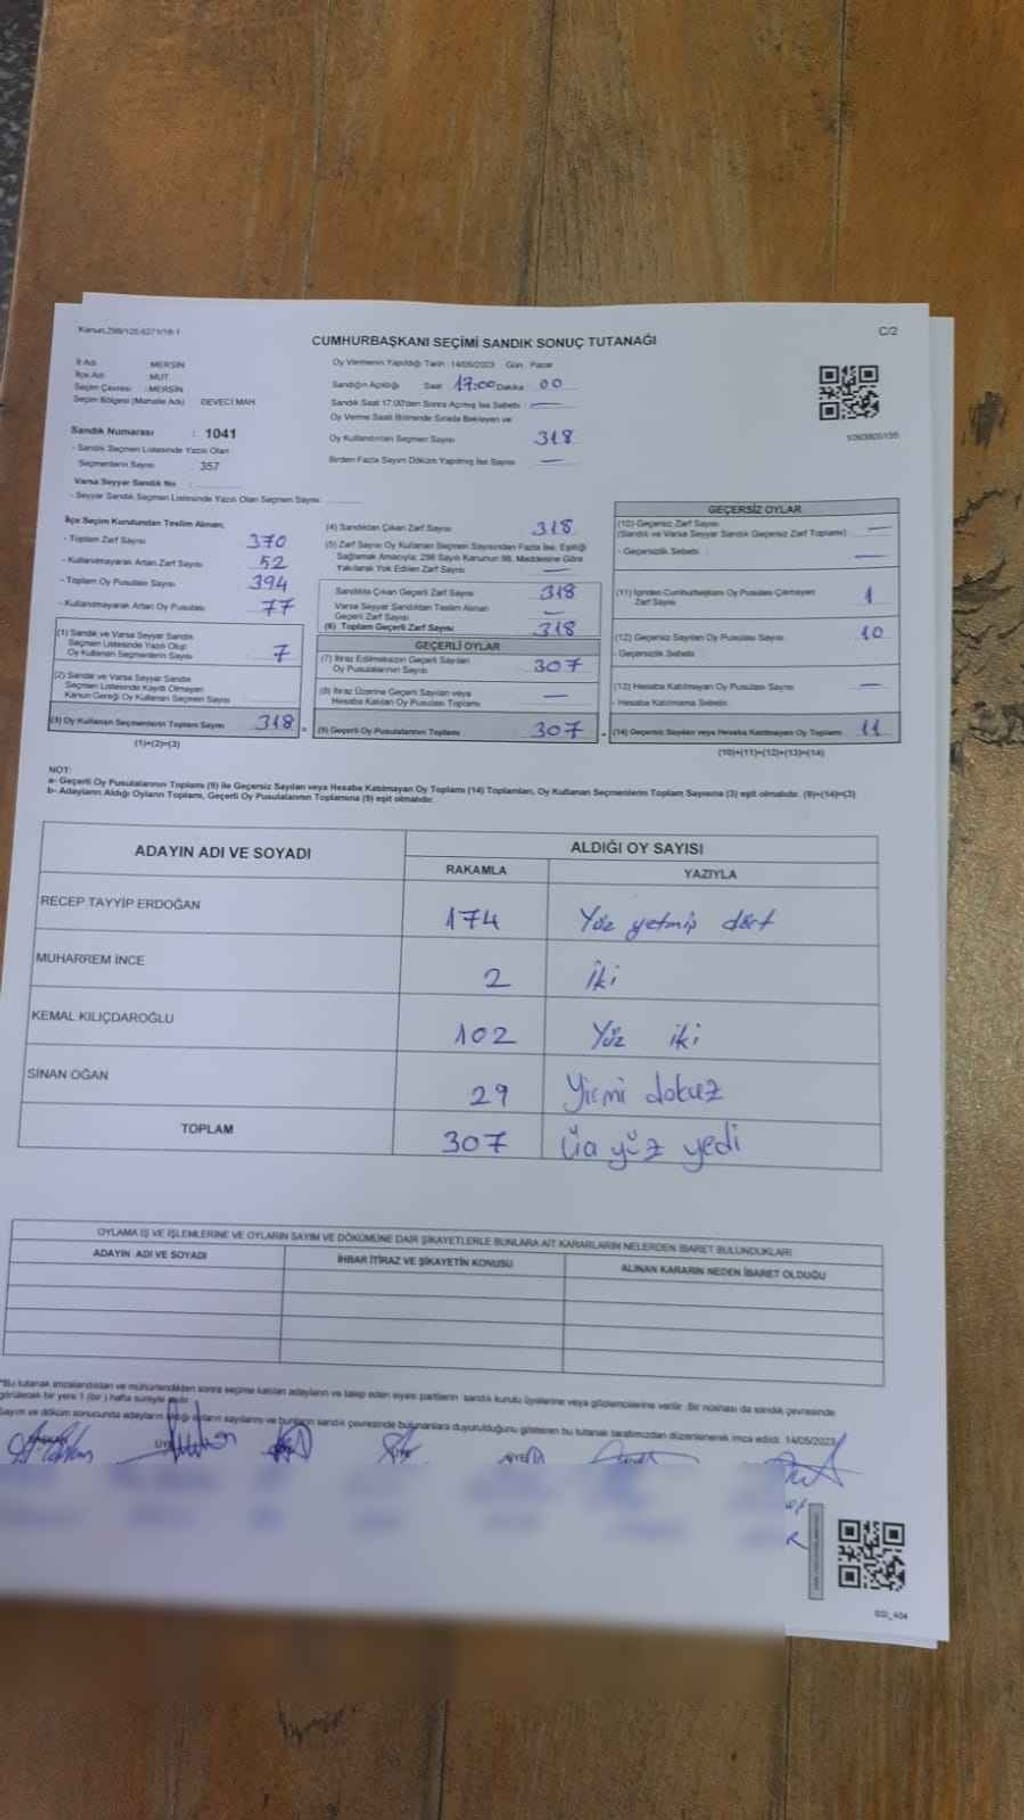 Kanun:298/105-6271/18-1
C/2
CUMHURBAŞKANI SEÇİMİ SANDIK SONUÇ TUTANAĞI
İl Adı : MERSİN
İlçe Adı : MUT
Seçim Çevresi : MERSİN
Seçim Bölgesi (Mahalle Adı) DEVECİ MAH.
Sandık Numarası : 1041
- Sandık Seçmen Listesinde Yazılı Olan
Seçmenlerin Sayısı 357
Varsa Seyyar Sandık No :
- Seyyar Sandık Seçmen Listesinde Yazılı Olan Seçmen Sayısı
Oy Vermenin Yapıldığı Tarih : 14/05/2023 Gün : Pazar
Sandığın Açıldığı Saat 17:00 Dakika 00
Sandık Saat 17:00'den Sonra Açılmış İse Sebebi : —
Oy Verme Saati Bitiminde Sırada Bekleyen ve
Oy Kullandırılan Seçmen Sayısı 318
Birden Fazla Sayım Döküm Yapılmış İse Sayısı —
İlçe Seçim Kurulundan Teslim Alınan;
- Toplam Zarf Sayısı 370
- Kullanılmayarak Artan Zarf Sayısı 52
- Toplam Oy Pusulası Sayısı 394
- Kullanılmayarak Artan Oy Pusulası 77
(1) Sandık ve Varsa Seyyar Sandık
Seçmen Listesinde Yazılı Olup
Oy Kullanan Seçmenlerin Sayısı 7
(2) Sandık ve Varsa Seyyar Sandık
Seçmen Listesinde Kayıtlı Olmayan
Kanun Gereği Oy Kullanan Seçmen Sayısı
(3) Oy Kullanan Seçmenlerin Toplam Sayısı 318
(1)+(2)=(3)
(4) Sandıktan Çıkan Zarf Sayısı 318
(5) Zarf Sayısı Oy Kullanan Seçmen Sayısından Fazla İse, Eşitliği
Sağlamak Amacıyla; 298 Sayılı Kanunun 98. Maddesine Göre
Yakılarak Yok Edilen Zarf Sayısı —
Sandıkta Çıkan Geçerli Zarf Sayısı 318
Varsa Seyyar Sandıktan Teslim Alınan
Geçerli Zarf Sayısı —
(6) Toplam Geçerli Zarf Sayısı 318
GEÇERLİ OYLAR
(7) İtiraz Edilmeksizin Geçerli Sayılan
Oy Pusulalarının Sayısı 307
(8) İtiraz Üzerine Geçerli Sayılan veya
Hesaba Katılan Oy Pusulası Toplamı —
(9) Geçerli Oy Pusulalarının Toplamı 307
GEÇERSİZ OYLAR
(10) Geçersiz Zarf Sayısı
(Sandık ve Varsa Seyyar Sandık Geçersiz Zarf Toplamı) —
- Geçersizlik Sebebi : —
(11) İçinden Cumhurbaşkanı Oy Pusulası Çıkmayan
Zarf Sayısı 1
(12) Geçersiz Sayılan Oy Pusulası Sayısı 10
- Geçersizlik Sebebi
(13) Hesaba Katılmayan Oy Pusulası Sayısı —
- Hesaba Katılmama Sebebi
(14) Geçersiz Sayılan veya Hesaba Katılmayan Oy Toplamı 11
(10)+(11)+(12)+(13)=(14)
NOT:
a- Geçerli Oy Pusulalarının Toplamı (9) ile Geçersiz Sayılan veya Hesaba Katılmayan Oy Toplamı (14) Toplamları, Oy Kullanan Seçmenlerin Toplam Sayısına (3) eşit olmalıdır. (9)+(14)=(3)
b- Adayların Aldığı Oyların Toplamı, Geçerli Oy Pusulalarının Toplamına (9) eşit olmalıdır.
ADAYIN ADI VE SOYADI ALDIĞI OY SAYISI
RAKAMLA YAZIYLA
RECEP TAYYİP ERDOĞAN 174 Yüz yetmiş dört
MUHARREM İNCE 2 İki
KEMAL KILIÇDAROĞLU 102 Yüz iki
SİNAN OĞAN 29 Yirmi dokuz
TOPLAM 307 Üç yüz yedi
OYLAMA İŞ VE İŞLEMLERİNE VE OYLARIN SAYIM VE DÖKÜMÜNE DAİR ŞİKAYETLERLE BUNLARA AİT KARARLARIN NELERDEN İBARET BULUNDUKLARI
ADAYIN ADI VE SOYADI İHBAR İTİRAZ VE ŞİKAYETİN KONUSU ALINAN KARARIN NEDEN İBARET OLDUĞU
*Bu tutanak imzalandıktan ve mühürlendikten sonra seçime katılan adayların ve talep eden siyasi partilerin sandık kurulu üyelerine veya gözlemcilerine verilir. Bir nüshası da sandık çevresinde
görülecek bir yere 1 (bir) hafta süreyle asılır.
Sayım ve döküm sonucunda adayların aldığı oyların sayılarını ve bunların sandık çevresinde bulunanlara duyurulduğunu gösteren bu tutanak tarafımızdan düzenlenerek imza edildi. 14/05/2023